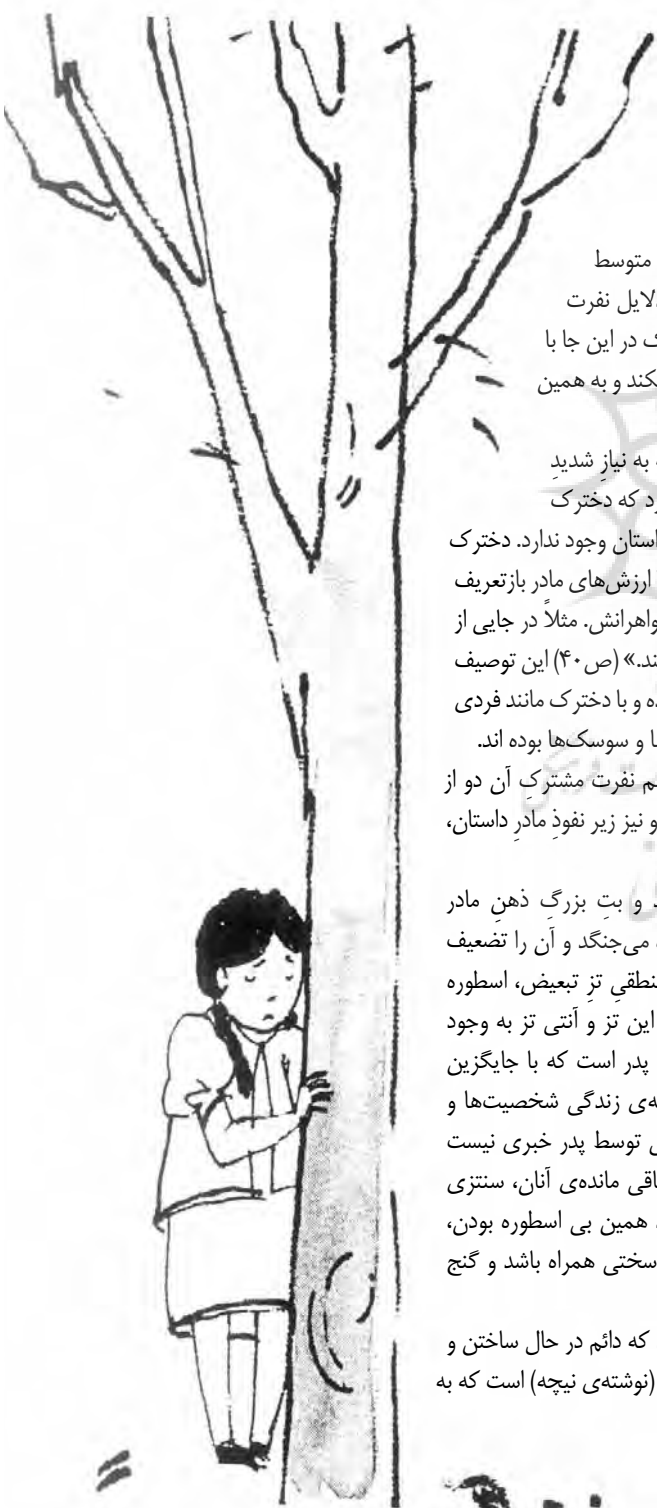 متوسط
لایل نفرت
ک در این جا با
کند و به همین
به نیازِ شدیدِ
رد که دخترک
استان وجود ندارد. دخترک
ارزش‌های مادر بازتعریف
واهرانش. مثلاً در جایی از
ند.» (ص۴۰) این توصیف
ده و با دخترک مانند فردی
ا و سوسک‌ها بوده اند.
م نفرت مشترکِ آن دو از
و نیز زیر نفوذِ مادرِ داستان،
د و بتِ بزرگِ ذهنِ مادر
می‌جنگد و آن را تضعیف
نطقیِ تزِ تبعیض، اسطوره
این تز و آنتی تز به وجود
پدر است که با جایگزین
ه‌ی زندگی شخصیت‌ها و
ی توسط پدر خبری نیست
اقی مانده‌ی آنان، سنتزی
همین بی اسطوره بودن،
سختی همراه باشد و گنج
که دائم در حال ساختن و
(نوشته‌ی نیچه) است که به